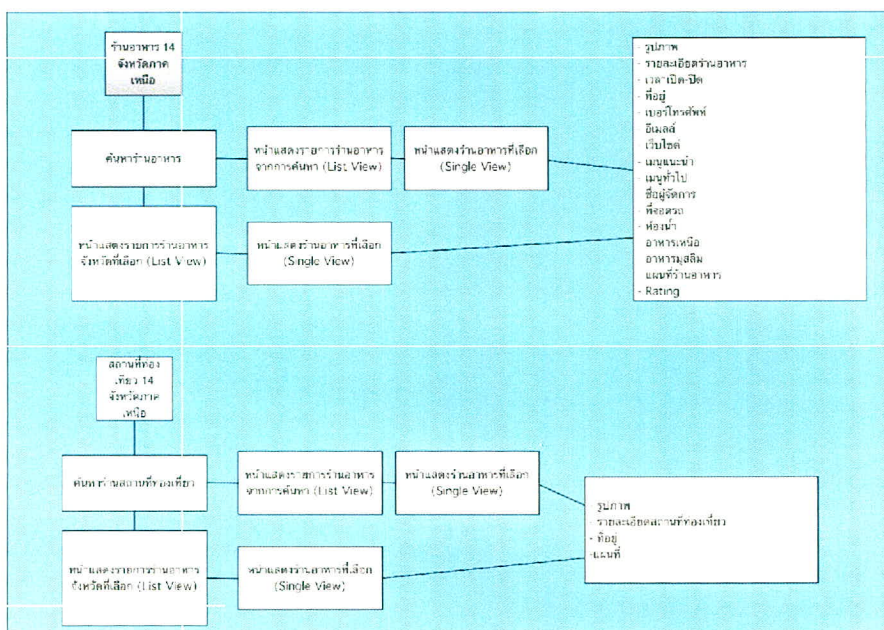 ร้านอาหาร 14
จังหวัดภาค
เหนือ
ค้นหาร้านอาหาร
หน้าแสดงรายการร้านอาหาร
จากการค้นหา (List View)
หน้าแสดงร้านอาหารที่เลือก
(Single View)
หน้าแสดงรายการร้านอาหาร
จังหวัดที่เลือก (List View)
หน้าแสดงร้านอาหารที่เลือก
(Single View)
- รูปภาพ
- รายละเอียดร้านอาหาร
- เวลาเปิด-ปิด
- ที่อยู่
- เบอร์โทรศัพท์
อีเมลล์
เว็บไซต์
- เมนูแนะนำ
- เมนูทั่วไป
ชื่อผู้จัดการ
- ที่จอดรถ
- ห้องน้ำ
อาหารเหนือ
อาหารมุสลิม
แผนที่ร้านอาหาร
- Rating
สถานที่ท่อง
เที่ยว 14
จังหวัดภาค
เหนือ
ค้นหาร้านสถานที่ท่องเที่ยว
หน้าแสดงรายการร้านอาหาร
จากการค้นหา (List View)
หน้าแสดงร้านอาหารที่เลือก
(Single View)
หน้าแสดงรายการร้านอาหาร
จังหวัดที่เลือก (List View)
หน้าแสดงร้านอาหารที่เลือก
(Single View)
รูปภาพ
- รายละเอียดสถานที่ท่องเที่ยว
- ที่อยู่
-แผนที่